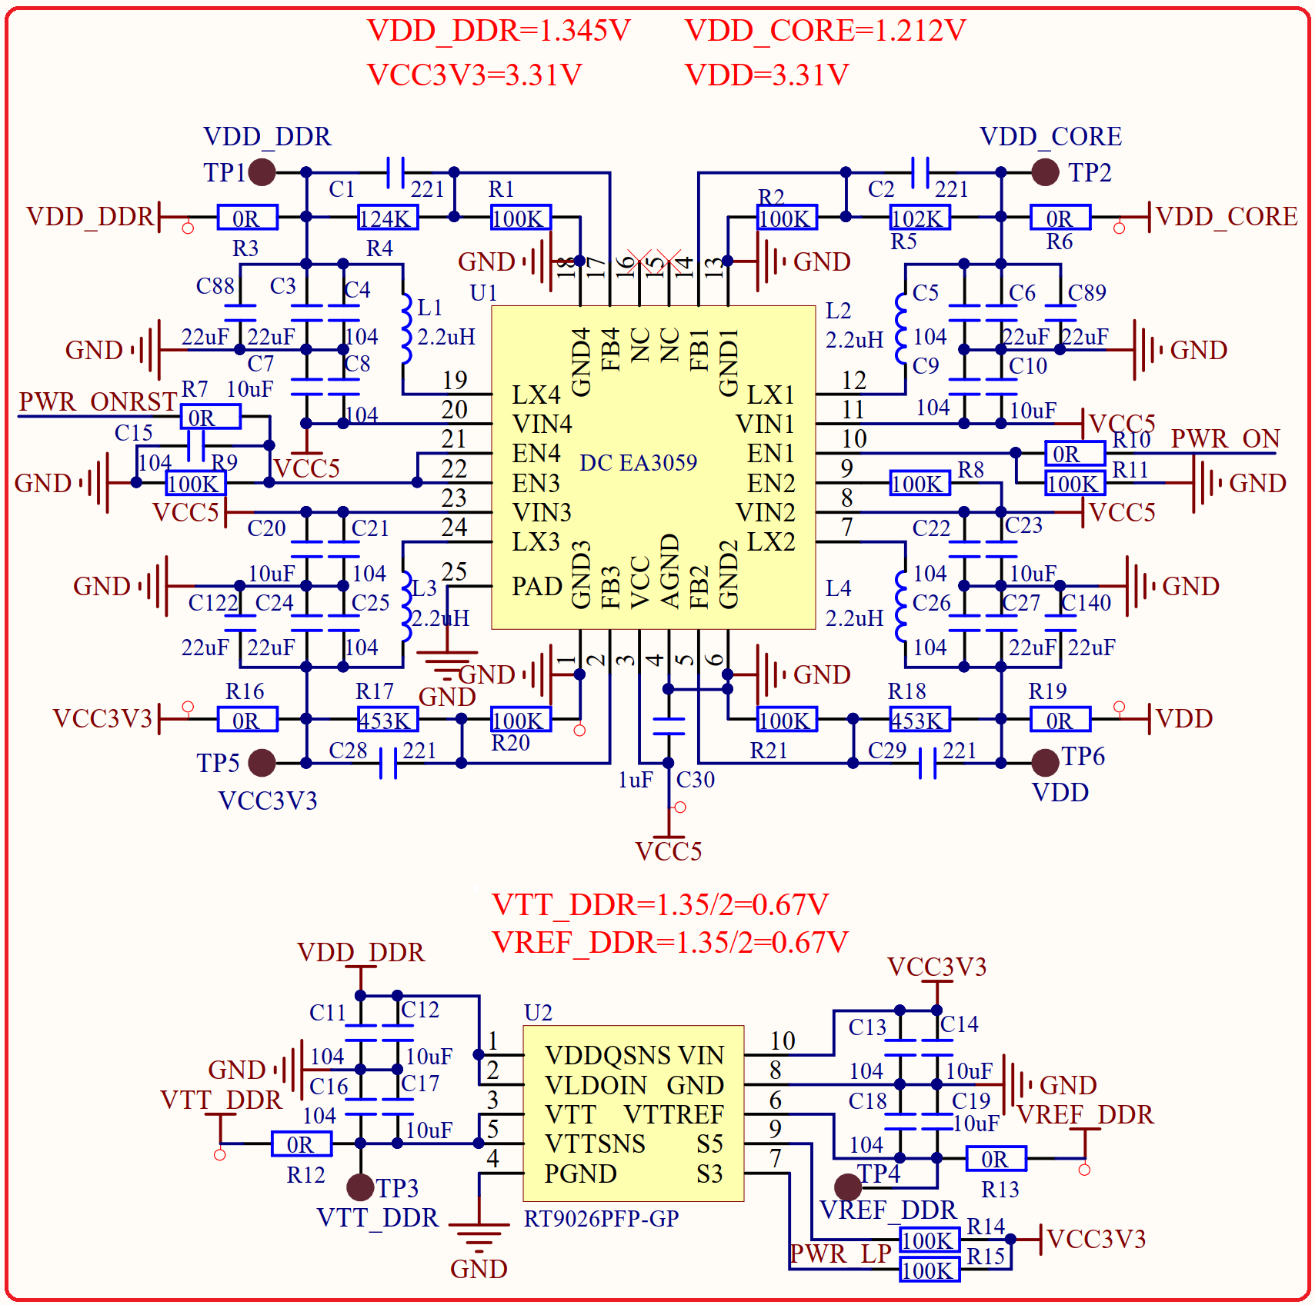 VDD_DDR=1.345V VDD_CORE=1.212V
VCC3V3=3.31V VDD=3.31V
VDD_DDR VDD_CORE
TP1 C1 221 R1 R2 C2 221 TP2
VDD_DDR 0R 124K 100K 100K 102K 0R VDD_CORE
R3 R4 R5 R6
GND 18 17 16 15 14 13 GND
C88 C3 C4 L1 U1 L2 C5 C6 C89
22uF 22uF 104 2.2uH 2.2uH 104 22uF 22uF
GND4 FB4 NC NC FB1 GND1
GND C7 C8 C9 C10 GND
R7 10uF 19 LX4 LX1 12
PWR_ONRST 0R 104 20 VIN4 VIN1 11 104 10uF VCC5
C15 21 EN4 EN1 10 R10 PWR_ON
104 R9 VCC5 DC EA3059 0R
GND 100K 22 EN3 EN2 9 100K R8 100K R11 GND
VCC5 23 VIN3 VIN2 8 VCC5
C20 C21 24 LX3 LX2 7 C22 C23
10uF 104 104 10uF
GND 25 PAD GND
GND3 FB3 VCC AGND FB2 GND2
C122 C24 C25 L3 L4 C26 C27 C140
22uF 22uF 104 2.2uH 2.2uH 104 22uF 22uF
GND 1 2 3 4 5 6 GND
GND
R16 R17 R18 R19
VCC3V3 0R 453K 100K 100K 453K 0R VDD
R20 R21
TP5 C28 221 C29 221 TP6
VCC3V3 1uF C30 VDD
VCC5
VTT_DDR=1.35/2=0.67V
VREF_DDR=1.35/2=0.67V
VDD_DDR VCC3V3
C11 C12 U2 C13 C14
104 10uF 1 VDDQSNS VIN 10 104 10uF
GND 2 VLDOIN GND 8 GND
VTT_DDR C16 C17 3 VTT VTTREF 6 C18 C19 VREF_DDR
104 10uF 5 VTTSNS S5 9 104 10uF
0R 4 PGND S3 7 0R
R12 TP3 TP4 R13
VTT_DDR RT9026PFP-GP VREF_DDR
100K R14 VCC3V3
GND PWR_LP 100K R15